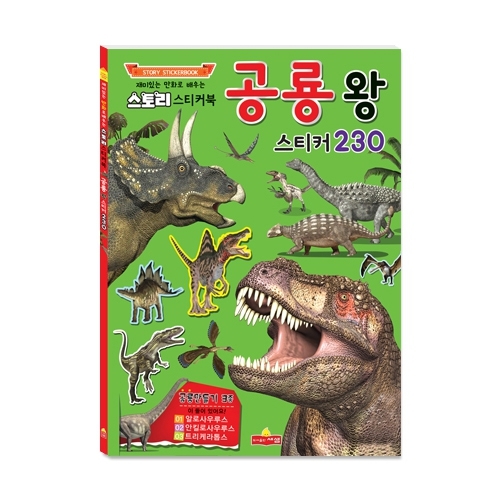 STORY STICKERBOOK
재미있는 만화로 배우는
스토리 스티커북
공룡 왕
스티커 230
공룡만들기 3종
이 들어 있어요!
01 알로사우루스
02 안킬로사우루스
03 트리케라톱스